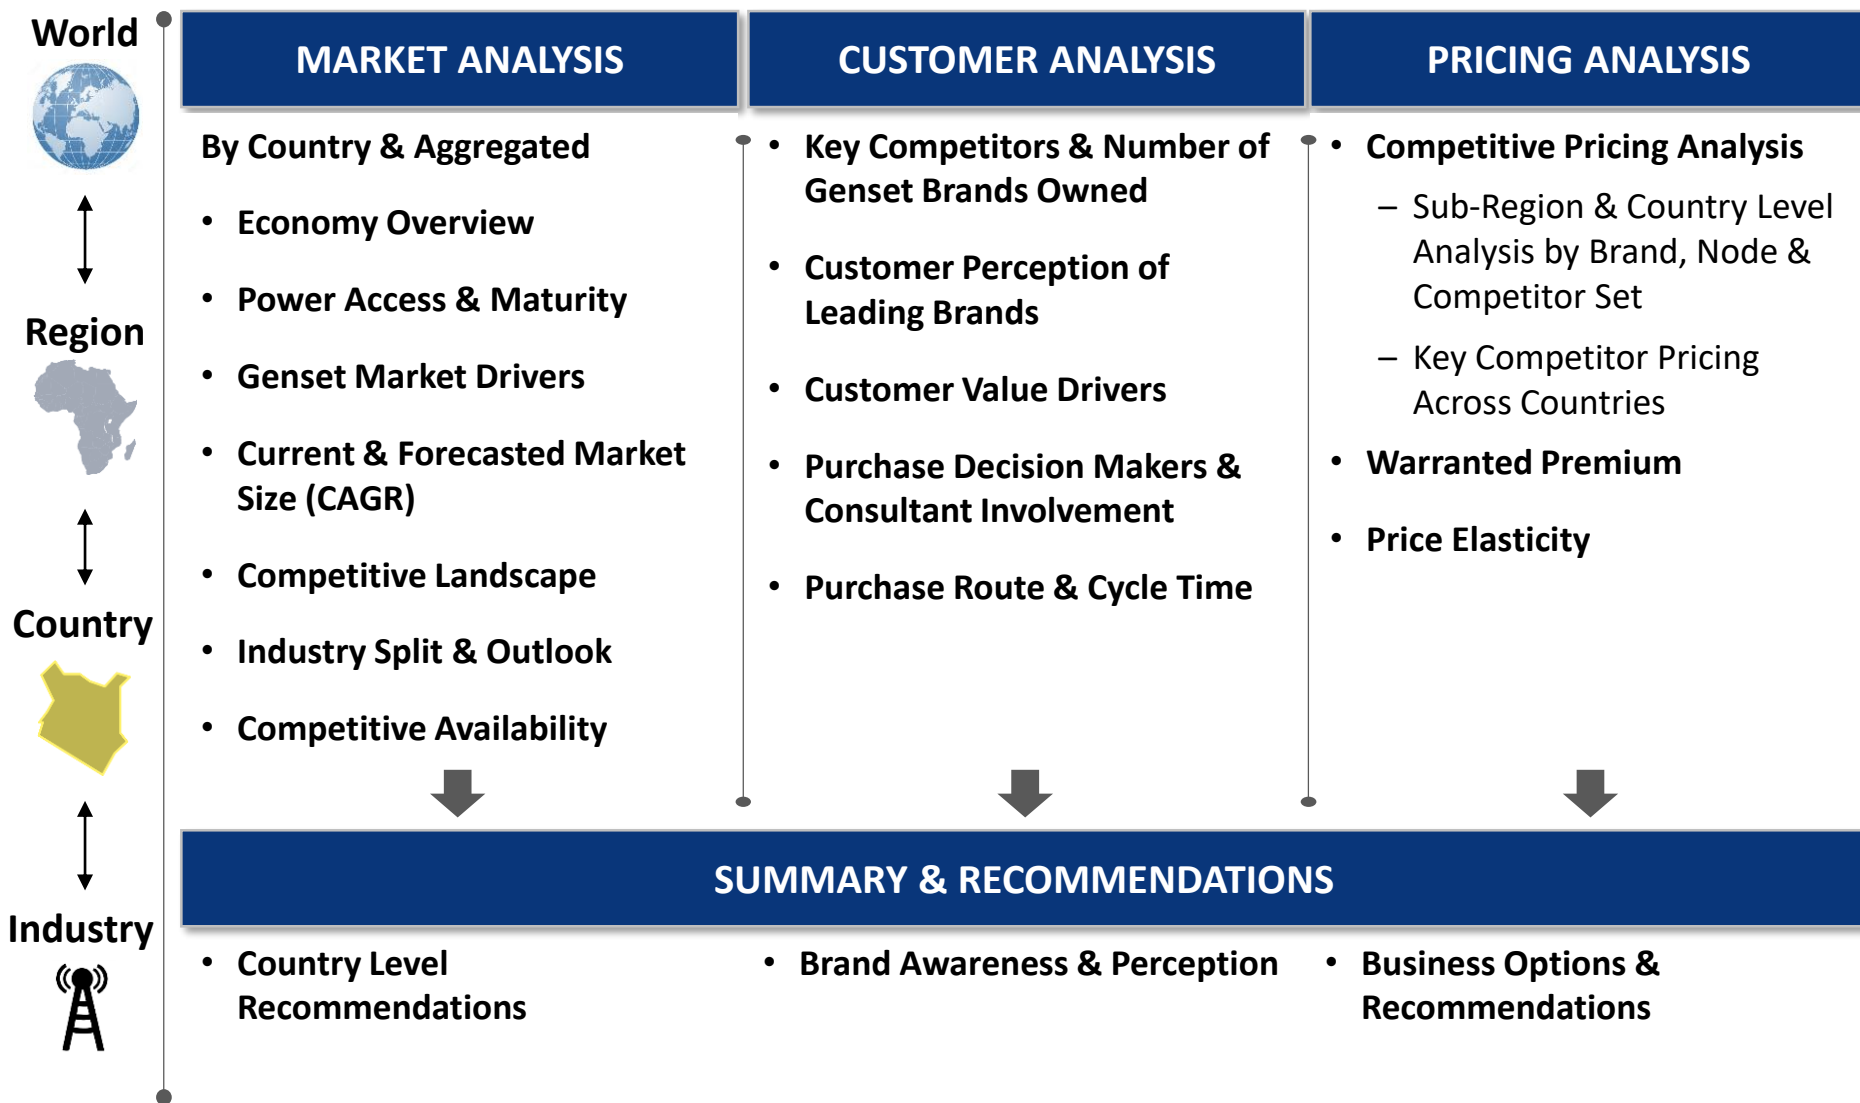 World
Region
Country
Industry
MARKET ANALYSIS
By Country & Aggregated
• Economy Overview
• Power Access & Maturity
• Genset Market Drivers
• Current & Forecasted Market
Size (CAGR)
• Competitive Landscape
• Industry Split & Outlook
• Competitive Availability
CUSTOMER ANALYSIS
• Key Competitors & Number of
Genset Brands Owned
• Customer Perception of
Leading Brands
• Customer Value Drivers
• Purchase Decision Makers &
Consultant Involvement
• Purchase Route & Cycle Time
PRICING ANALYSIS
• Competitive Pricing Analysis
– Sub-Region & Country Level
Analysis by Brand, Node &
Competitor Set
– Key Competitor Pricing
Across Countries
• Warranted Premium
• Price Elasticity
SUMMARY & RECOMMENDATIONS
• Country Level
Recommendations
• Brand Awareness & Perception
• Business Options &
Recommendations